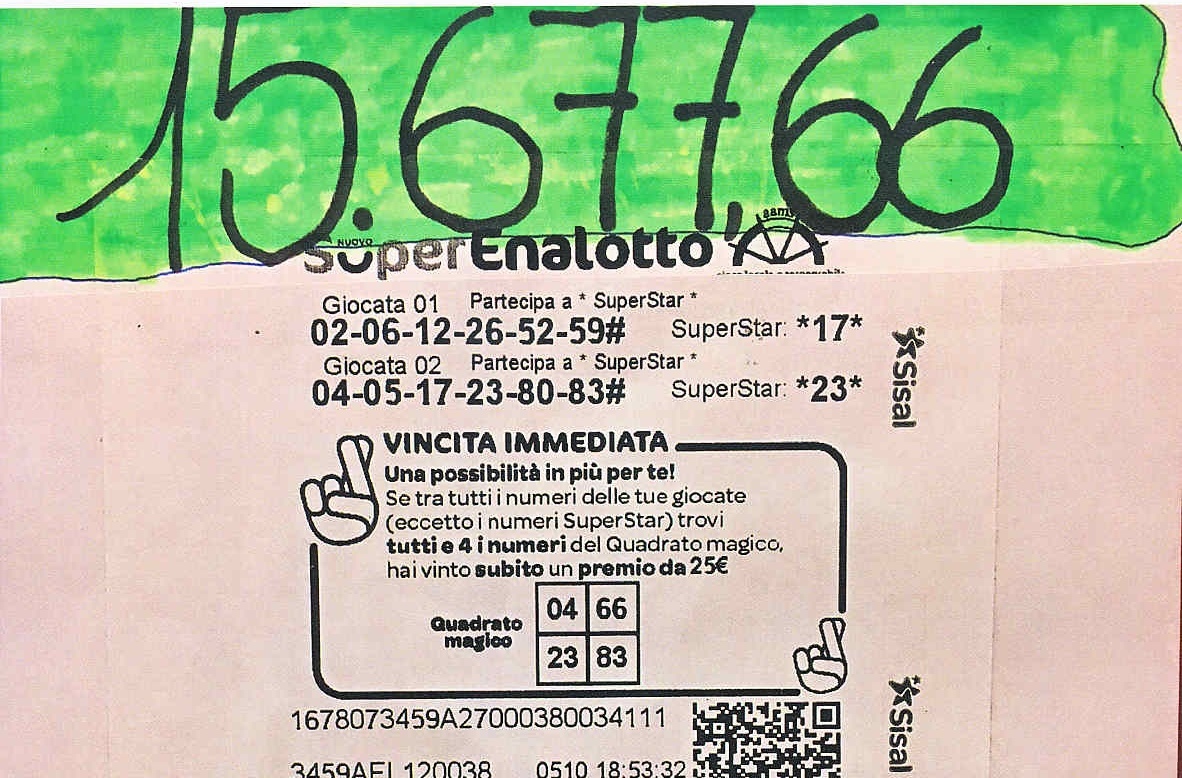 15.677,66
NUOVO
SuperEnalotto
aams
Giocata 01 Partecipa a * SuperStar *
02-06-12-26-52-59# SuperStar: *17*
Giocata 02 Partecipa a * SuperStar *
04-05-17-23-80-83# SuperStar: *23*
Sisal
VINCITA IMMEDIATA
Una possibilità in più per te!
Se tra tutti i numeri delle tue giocate
(eccetto i numeri SuperStar) trovi
tutti e 4 i numeri del Quadrato magico,
hai vinto subito un premio da 25€
Quadrato
magico
04 66
23 83
1678073459A27000380034111
Sisal
3459AEL120038 0510 18:53:32